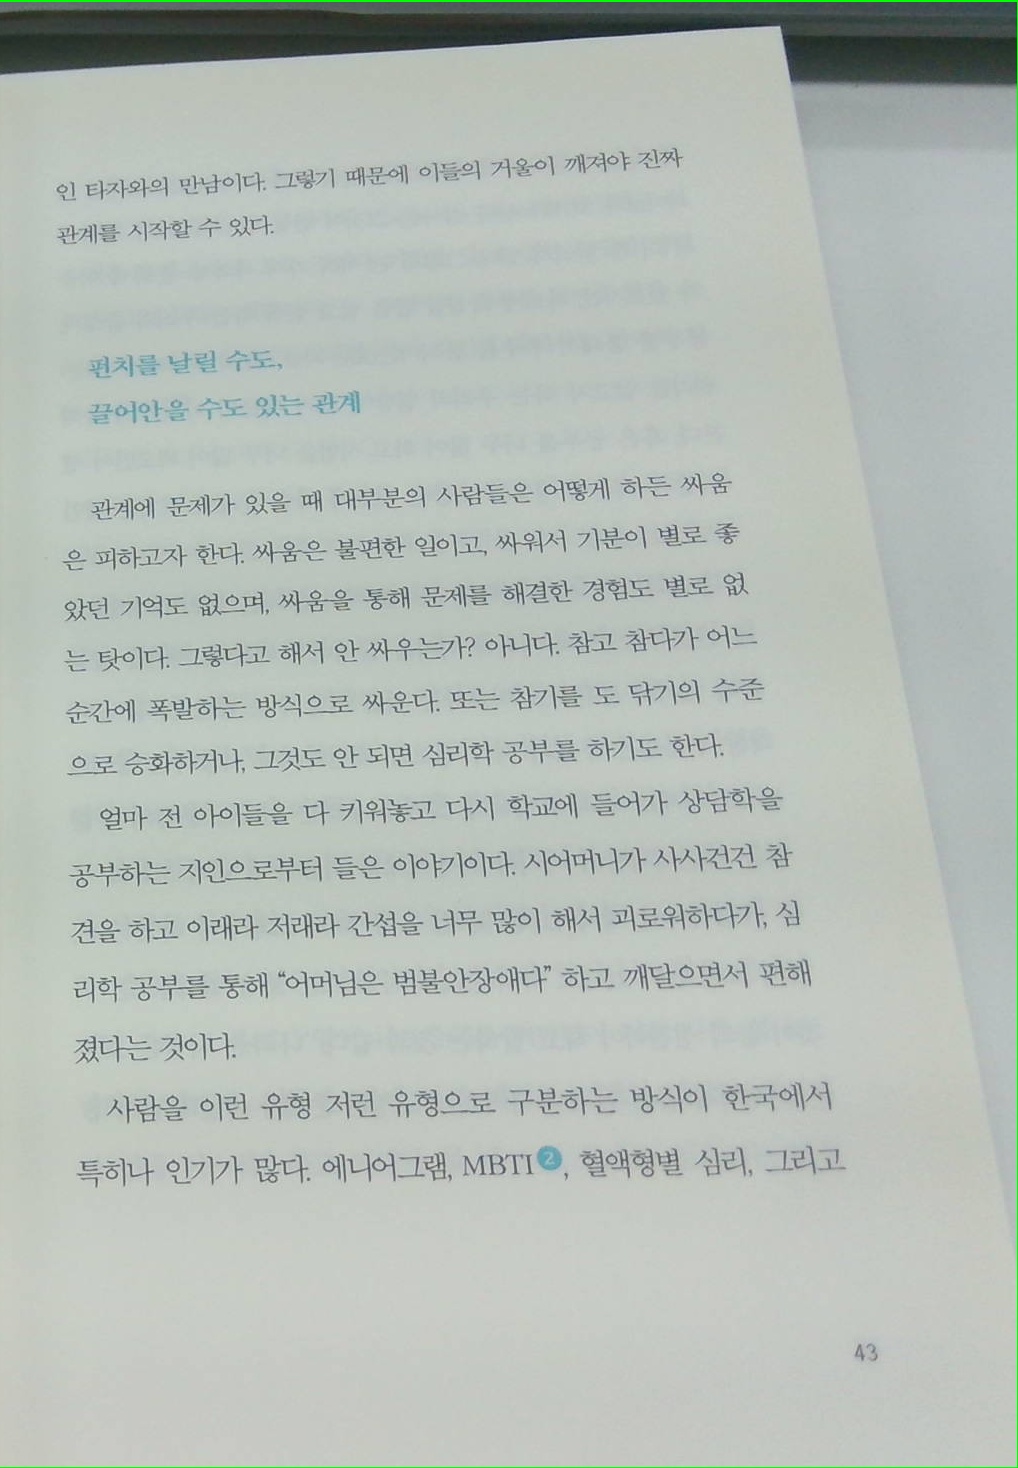 인 타자와의 만남이다. 그렇기 때문에 이들의 거울이 깨져야 진짜
관계를 시작할 수 있다.
펀치를 날릴 수도,
끌어안을 수도 있는 관계
관계에 문제가 있을 때 대부분의 사람들은 어떻게 하든 싸움
은 피하고자 한다. 싸움은 불편한 일이고, 싸워서 기분이 별로 좋
았던 기억도 없으며, 싸움을 통해 문제를 해결한 경험도 별로 없
는 탓이다. 그렇다고 해서 안 싸우는가? 아니다. 참고 참다가 어느
순간에 폭발하는 방식으로 싸운다. 또는 참기를 도 닦기의 수준
으로 승화하거나, 그것도 안 되면 심리학 공부를 하기도 한다.
얼마 전 아이들을 다 키워놓고 다시 학교에 들어가 상담학을
공부하는 지인으로부터 들은 이야기이다. 시어머니가 사사건건 참
견을 하고 이래라 저래라 간섭을 너무 많이 해서 괴로워하다가, 심
리학 공부를 통해 “어머님은 범불안장애다” 하고 깨달으면서 편해
졌다는 것이다.
사람을 이런 유형 저런 유형으로 구분하는 방식이 한국에서
특히나 인기가 많다. 에니어그램, MBTI❷, 혈액형별 심리, 그리고
43